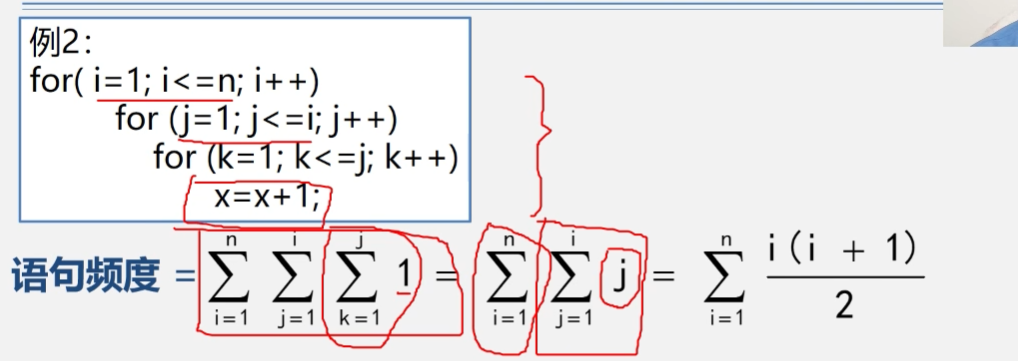 例2:
for( i=1; i<=n; i++)
for (j=1; j<=i; j++)
for (k=1; k<=j; k++)
x=x+1;
语句频度 = \sum_{i=1}^{n} \sum_{j=1}^{i} \sum_{k=1}^{j} 1 = \sum_{i=1}^{n} \sum_{j=1}^{i} j = \sum_{i=1}^{n} \frac{i(i + 1)}{2}